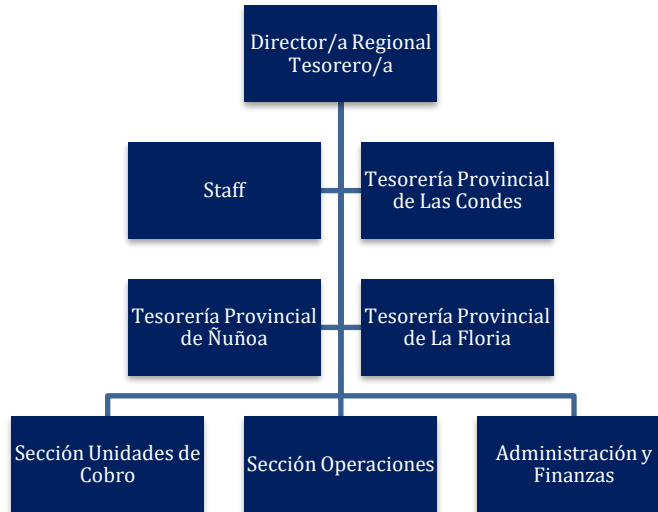 Director/a Regional
Tesorero/a
Staff
Tesorería Provincial
de Las Condes
Tesorería Provincial
de Ñuñoa
Tesorería Provincial
de La Floria
Sección Unidades de
Cobro
Sección Operaciones
Administración y
Finanzas